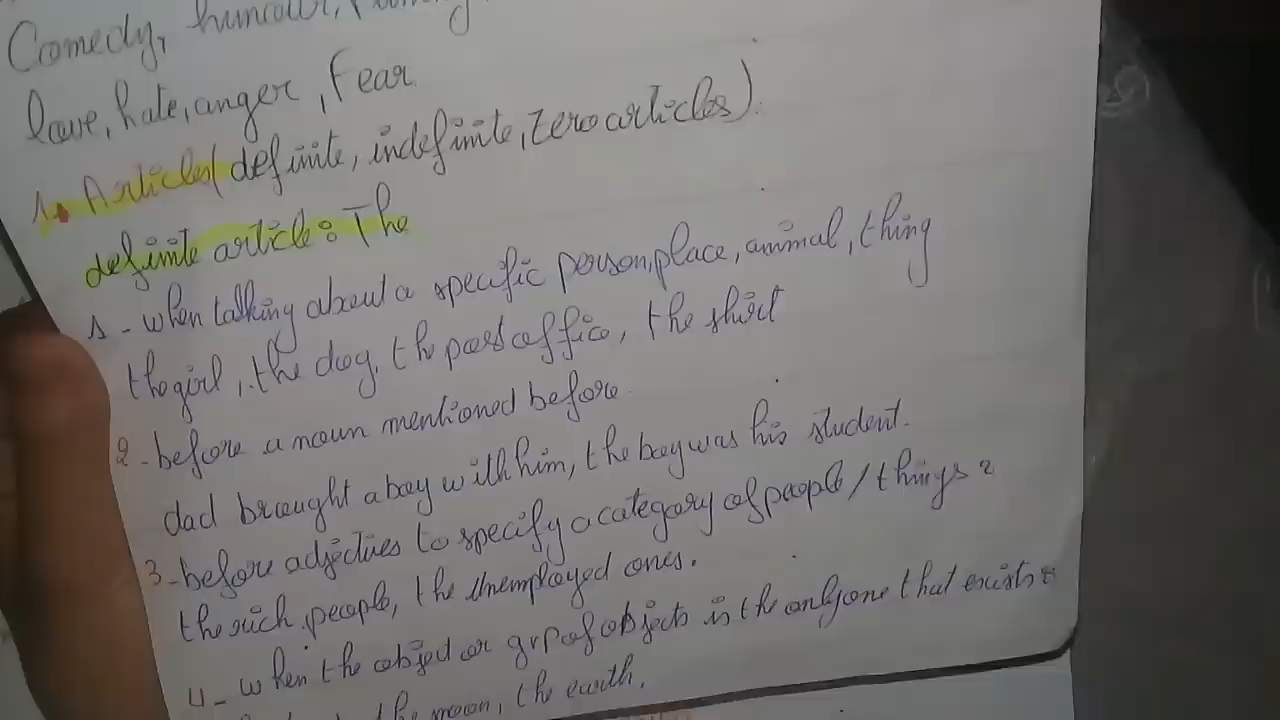 Comedy, humour,
love, hate, anger, fear
1. Articles (definite, indefinite, zero articles).
definite article: The
1 - when talking about a specific person, place, animal, thing
the girl, the dog, the post office, the shirt
2 - before a noun mentioned before.
dad brought a boy with him, the boy was his student.
3 - before adjectives to specify a category of people / things :
the rich people, the Unemployed ones.
4 - when the object or grp of objects is the only one that exists :
the moon, the earth.